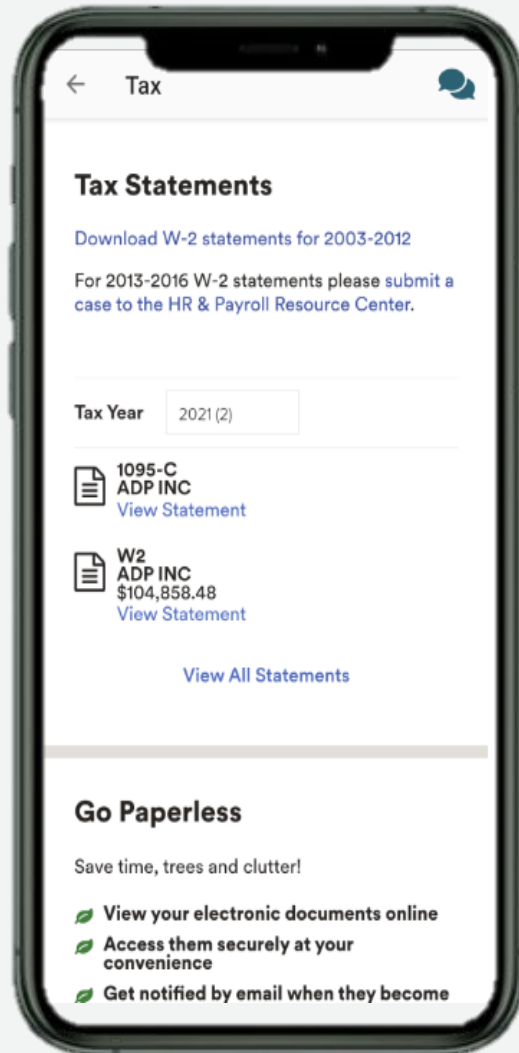 Tax
Tax Statements
Download W-2 statements for 2003-2012
For 2013-2016 W-2 statements please submit a
case to the HR & Payroll Resource Center.
Tax Year
2021 (2)
1095-C
ADP INC
View Statement
W2
ADP INC
$104,858.48
View Statement
View All Statements
Go Paperless
Save time, trees and clutter!
View your electronic documents online
Access them securely at your
convenience
Get notified by email when they become